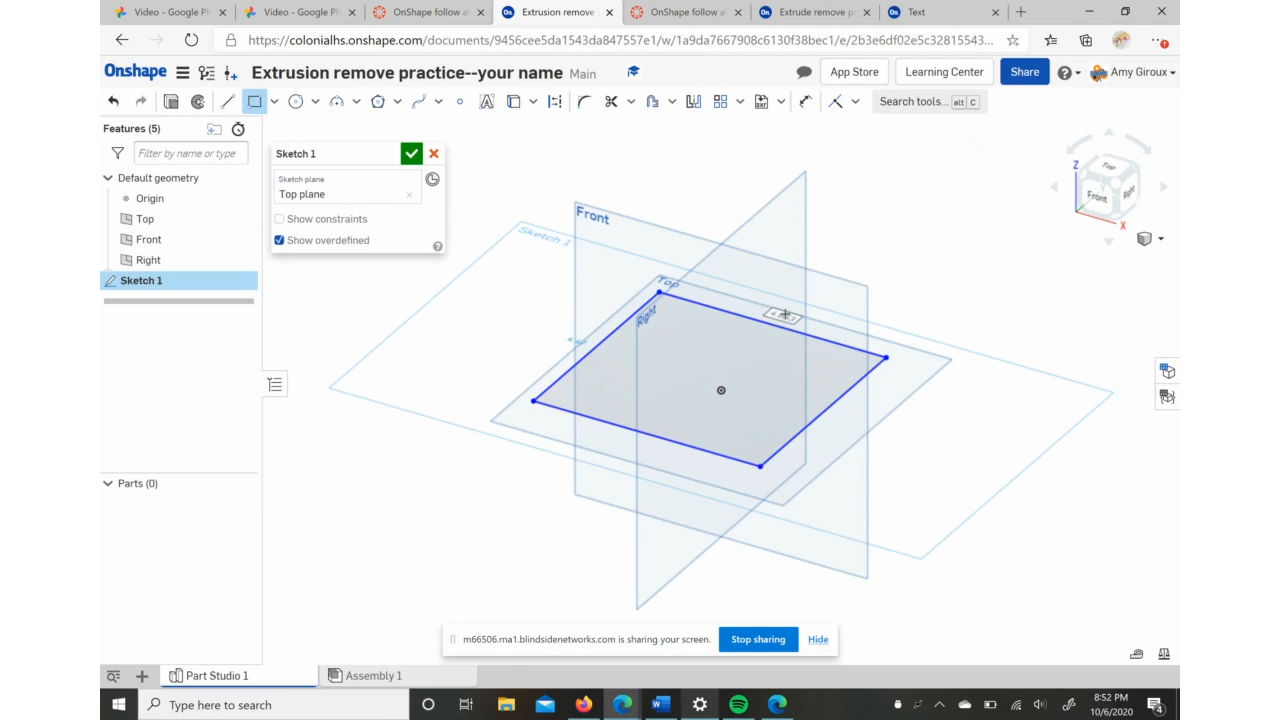 Video - Google Ph
Video - Google Ph
OnShape follow a
Extrusion remove
OnShape follow a
Extrude remove p
Text
https://colonialhs.onshape.com/documents/9456cee5da1543da847557e1/w/1a9da7667908c6130f38bec1/e/2b3e6df02e5c32815543...
Onshape
Extrusion remove practice--your name Main
App Store
Learning Center
Share
Amy Giroux
Search tools... alt C
Features (5)
Filter by name or type
Default geometry
Origin
Top
Front
Right
Sketch 1
Sketch 1
Sketch plane
Top plane
Show constraints
Show overdefined
Front
Sketch 1
Top
Right
Z
Top
Front
Right
X
Parts (0)
m66506.rna1.blindsidenetworks.com is sharing your screen.
Stop sharing
Hide
Part Studio 1
Assembly 1
Type here to search
8:52 PM
10/6/2020
4